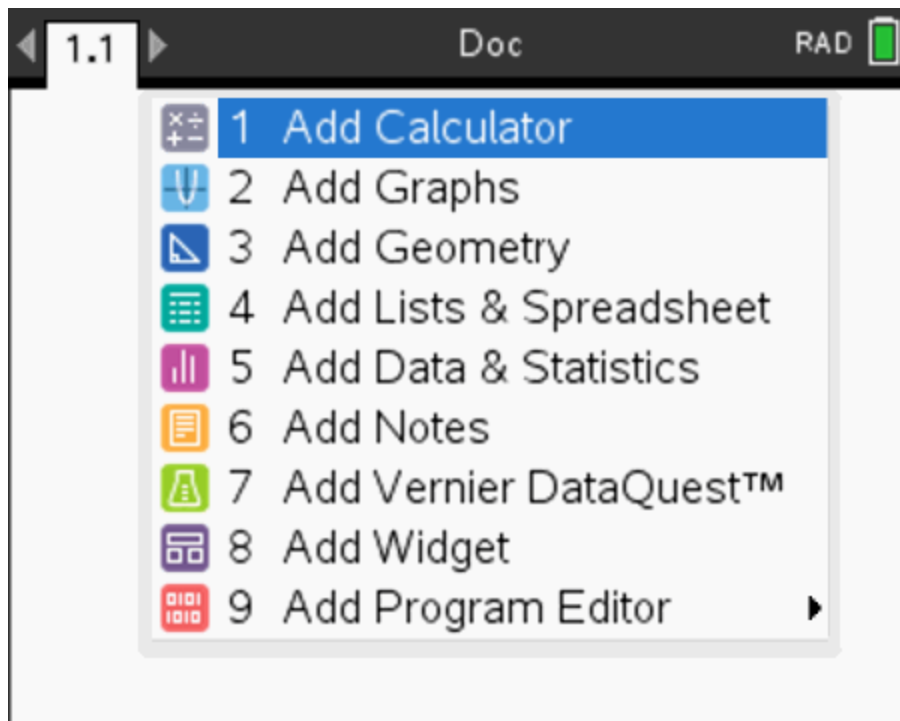 1.1 Doc RAD
1 Add Calculator
2 Add Graphs
3 Add Geometry
4 Add Lists & Spreadsheet
5 Add Data & Statistics
6 Add Notes
7 Add Vernier DataQuest™
8 Add Widget
9 Add Program Editor